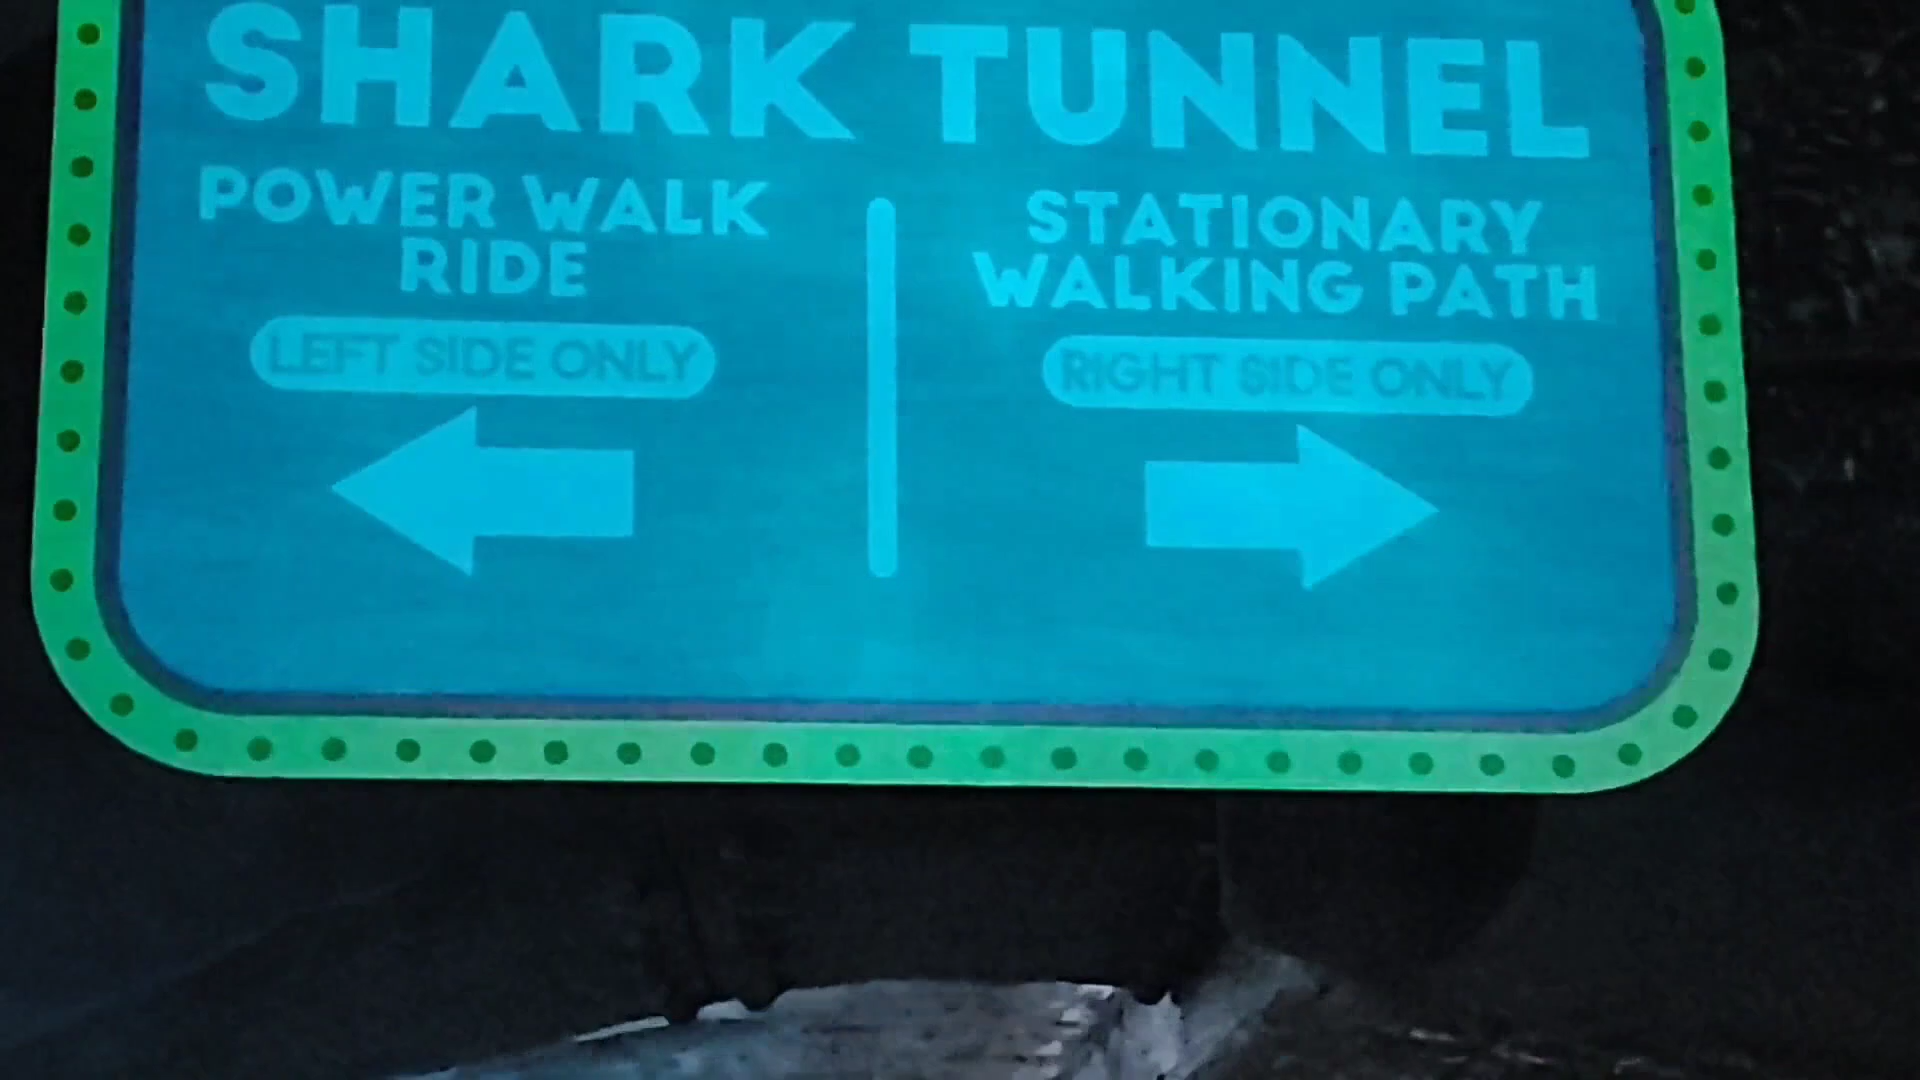 SHARK TUNNEL
POWER WALK
RIDE
LEFT SIDE ONLY
STATIONARY
WALKING PATH
RIGHT SIDE ONLY